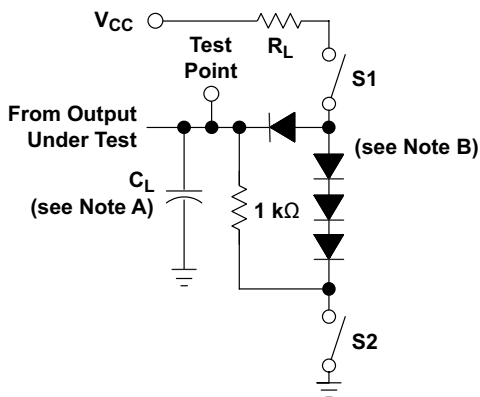 VCC
RL
S1
Test
Point
From Output
Under Test
(see Note B)
CL
(see Note A)
1 kΩ
S2